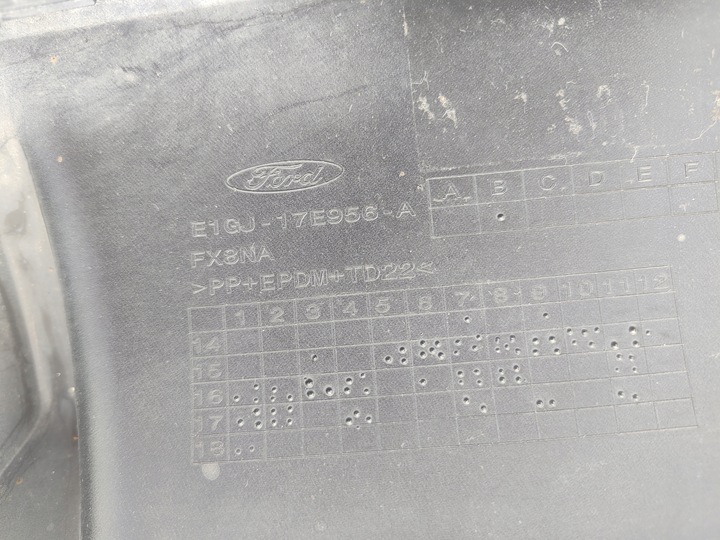 Ford
E1GJ-17E956-A
FX8NA
>PP+EPDM+TD22<
A B C D E F
1 2 3 4 5 6 7 8 9 10 11 12
14
15
16
17
18